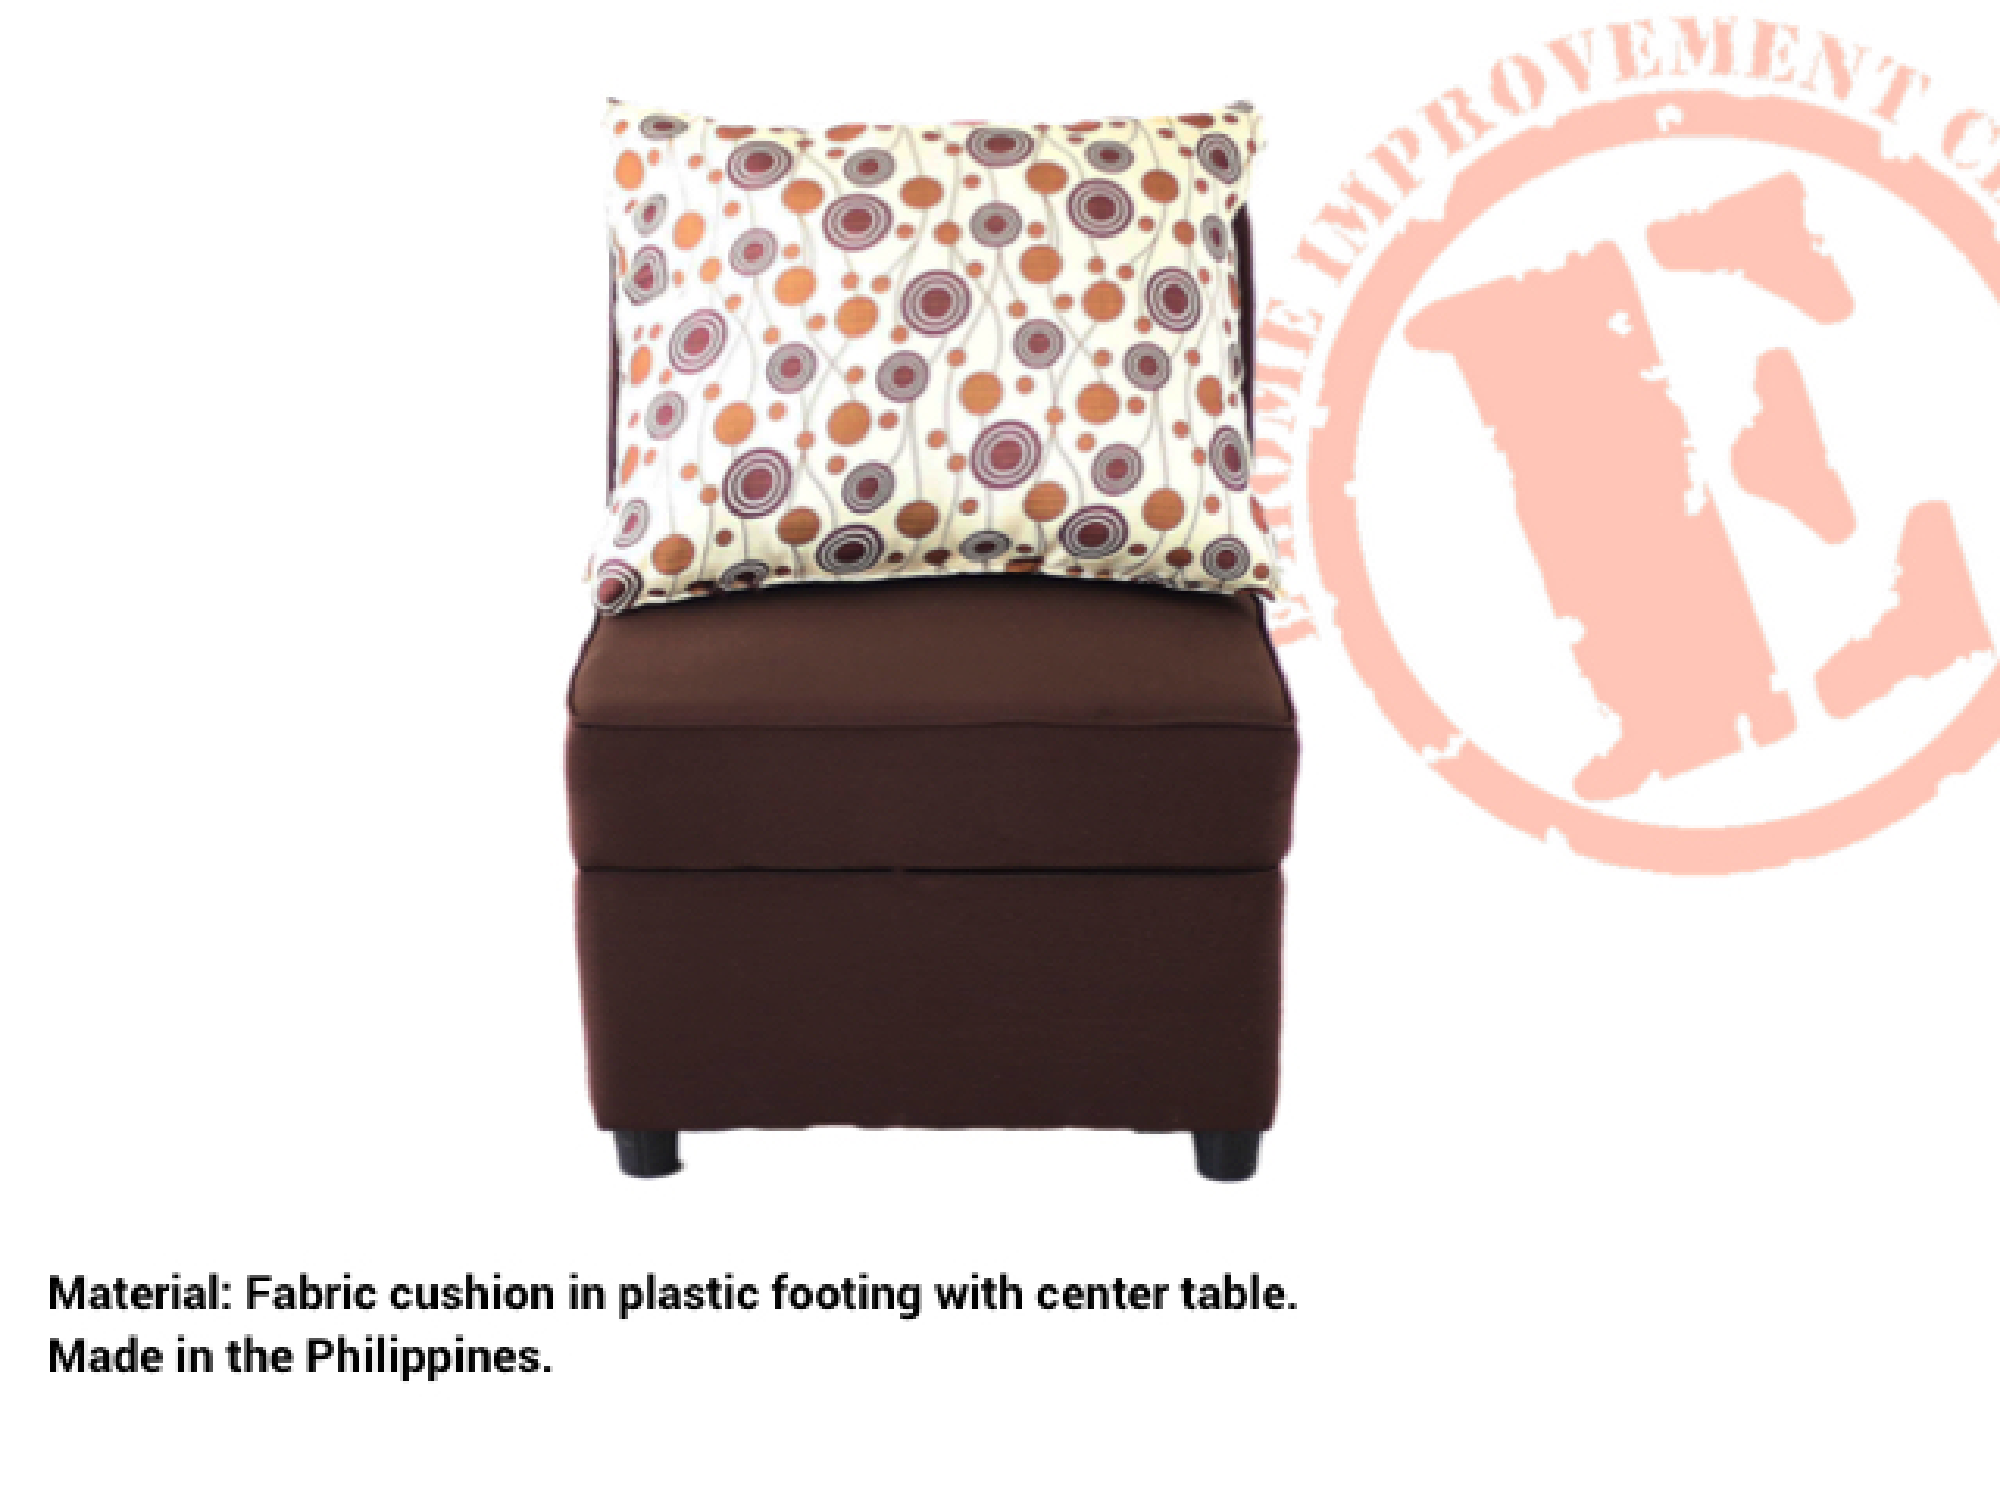 E HOME IMPROVEMENT
E
Material: Fabric cushion in plastic footing with center table.
Made in the Philippines.